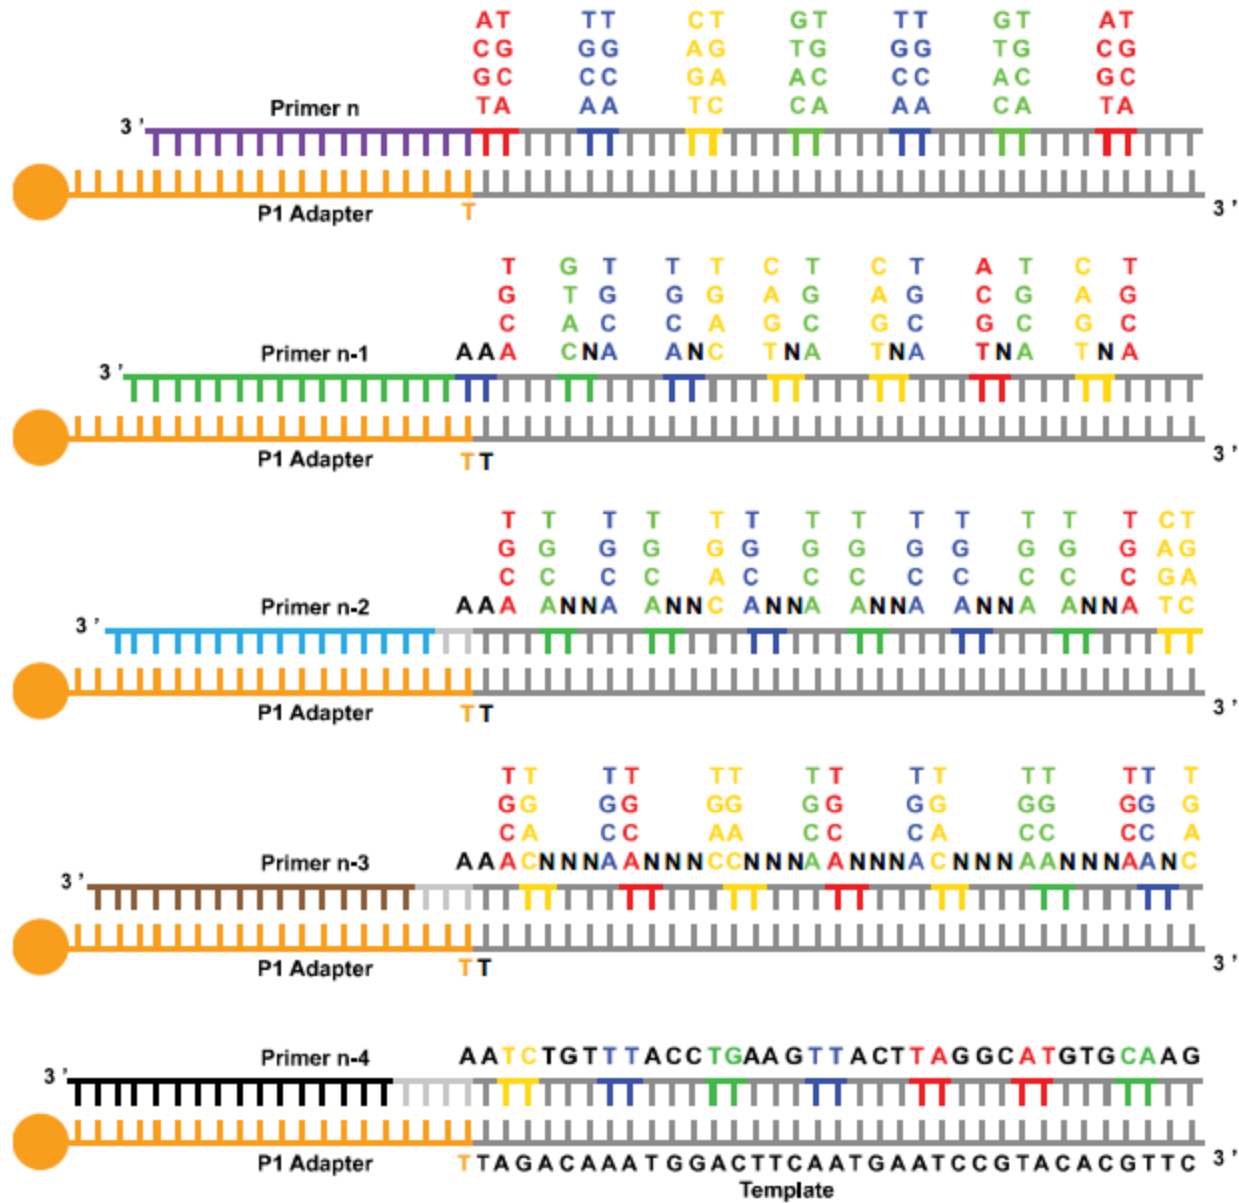 AT TT CT GT TT GT AT
CG GG AG TG GG TG CG
GC CC GA AC CC AC GC
Primer n TA AA TC CA AA CA TA
3 '
P1 Adapter T 3 '
T G T T T C T C T A T C T
G T G G G A G A G C G A G
C A C C A G C G C G C G C
Primer n-1 AAA CNA ANC TNA TNA TNA TNA
3 '
P1 Adapter TT 3 '
T T T T T T T T T T T T T CT
G G G G G G G G G G G G G AG
C C C C A C C C C C C C C GA
Primer n-2 AAA ANNA ANNC ANNA ANNA ANNA ANNA TC
3 '
P1 Adapter TT 3 '
TT TT TT TT TT TT TT T
GG GG GG GG GG GG GG G
CA CC AA CC CA CC CC A
Primer n-3 AAACNNNAANNNCCNNNAANNNACNNNAANNNAANC
3 '
P1 Adapter TT 3 '
Primer n-4 AATCTGTTTACCTGAAGTTACTTAGGCATGTGCAAG
3 '
P1 Adapter TTAGACAAATGGACTTCAATGAATCCGTACACGTTC 3 '
Template